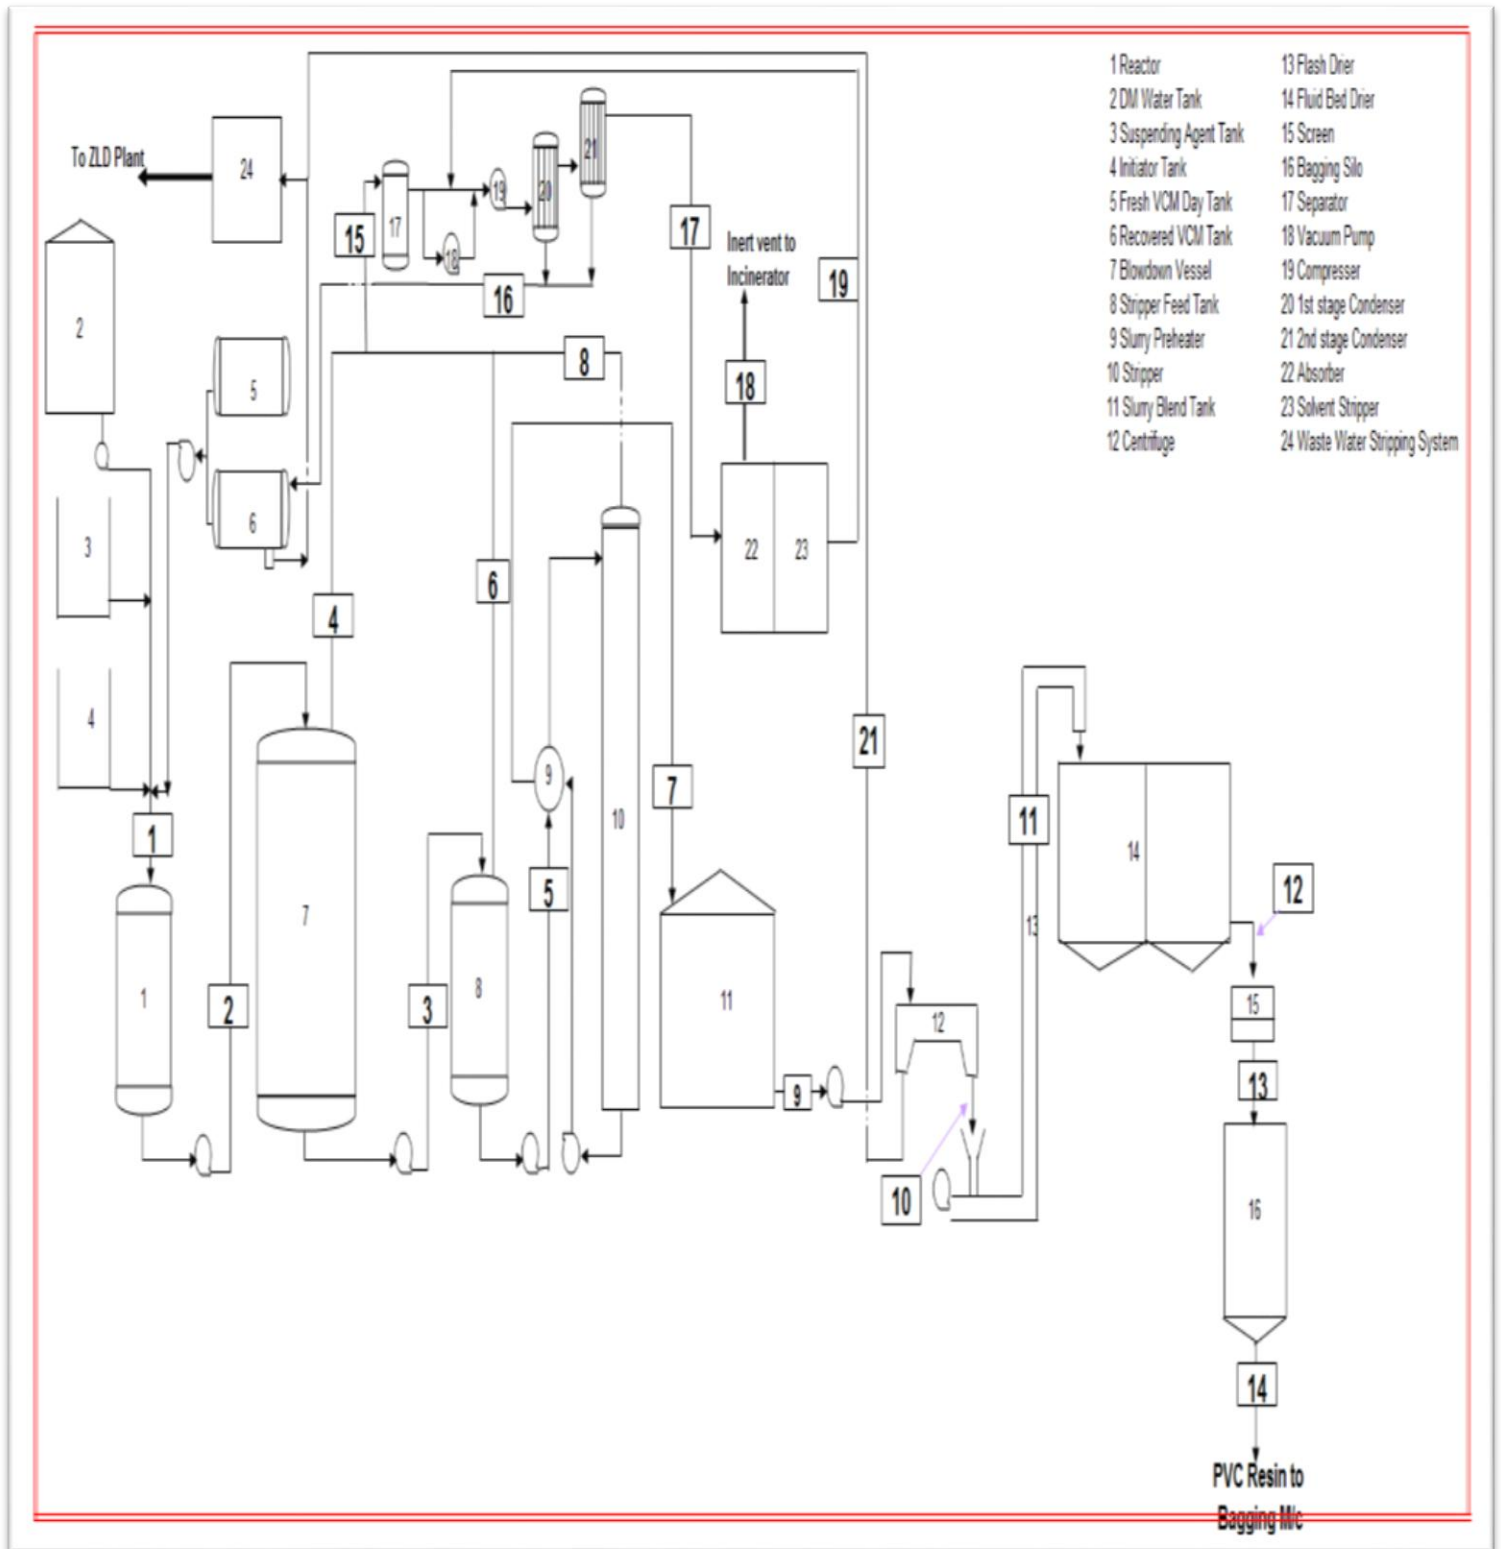 1 Reactor
2 DM Water Tank
3 Suspending Agent Tank
4 Initiator Tank
5 Fresh VCM Day Tank
6 Recovered VCM Tank
7 Blowdown Vessel
8 Stripper Feed Tank
9 Slurry Preheater
10 Stripper
11 Slurry Blend Tank
12 Centrifuge
13 Flash Drier
14 Fluid Bed Drier
15 Screen
16 Bagging Silo
17 Separator
18 Vacuum Pump
19 Compresser
20 1st stage Condenser
21 2nd stage Condenser
22 Absorber
23 Solvent Stripper
24 Waste Water Stripping System
To ZLD Plant
24
21
20
19
17
18
15
16
17
Inert vent to
Incinerator
19
18
8
2
5
6
3
4
4
6
22
23
1
9
7
21
5
10
11
14
12
13
1
2
7
3
8
11
9
12
10
15
13
16
14
PVC Resin to
Bagging M/c